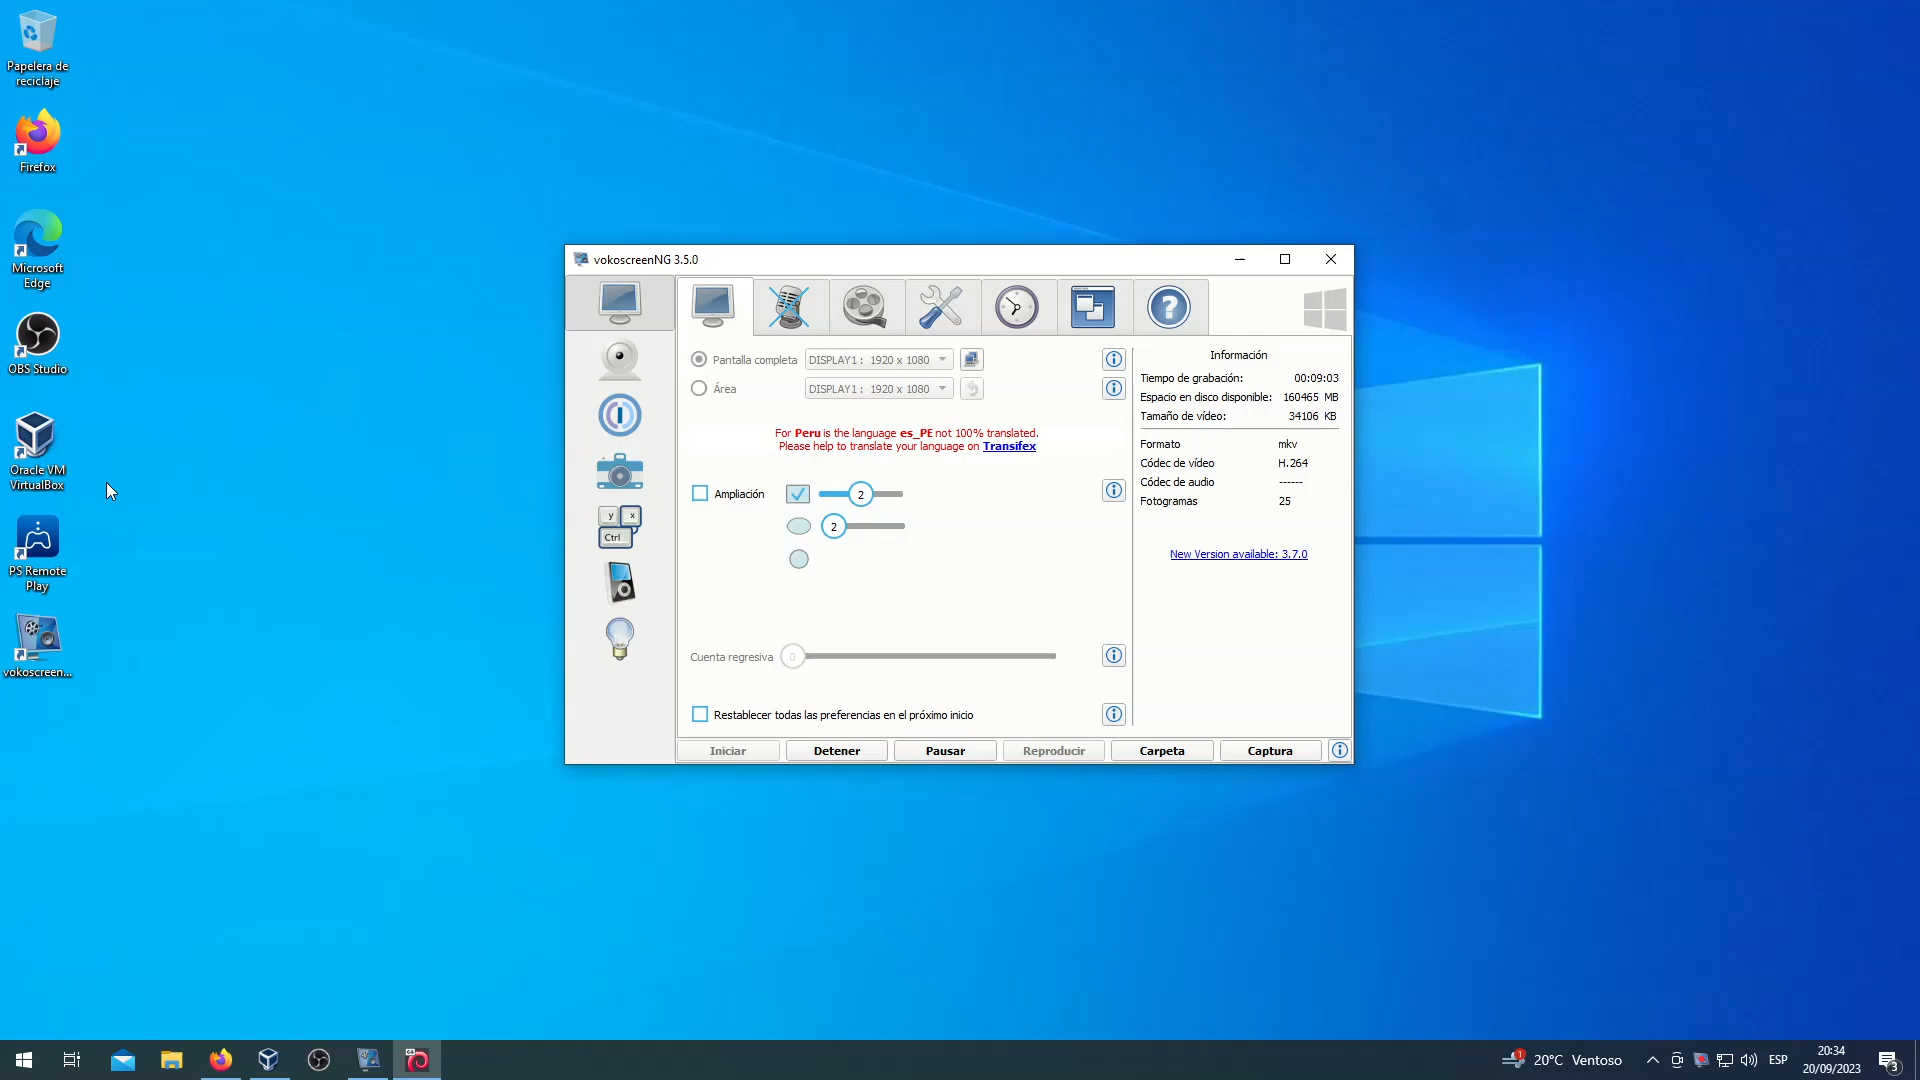 Papelera de
reciclaje
Firefox
Microsoft
Edge
OBS Studio
Oracle VM
VirtualBox
PS Remote
Play
vokoscreen...
vokoscreenNG 3.5.0
Pantalla completa
DISPLAY1 : 1920 x 1080
Área
DISPLAY1 : 1920 x 1080
For Peru is the language es_PE not 100% translated.
Please help to translate your language on Transifex
Ampliación
2
2
y x
Ctrl
Cuenta regresiva
0
Restablecer todas las preferencias en el próximo inicio
Información
Tiempo de grabación: 00:09:03
Espacio en disco disponible: 160465 MB
Tamaño de vídeo: 34106 KB
Formato mkv
Códec de vídeo H.264
Códec de audio ------
Fotogramas 25
New Version available: 3.7.0
Iniciar
Detener
Pausar
Reproducir
Carpeta
Captura
64
1
20°C Ventoso
ESP
20:34
20/09/2023
3